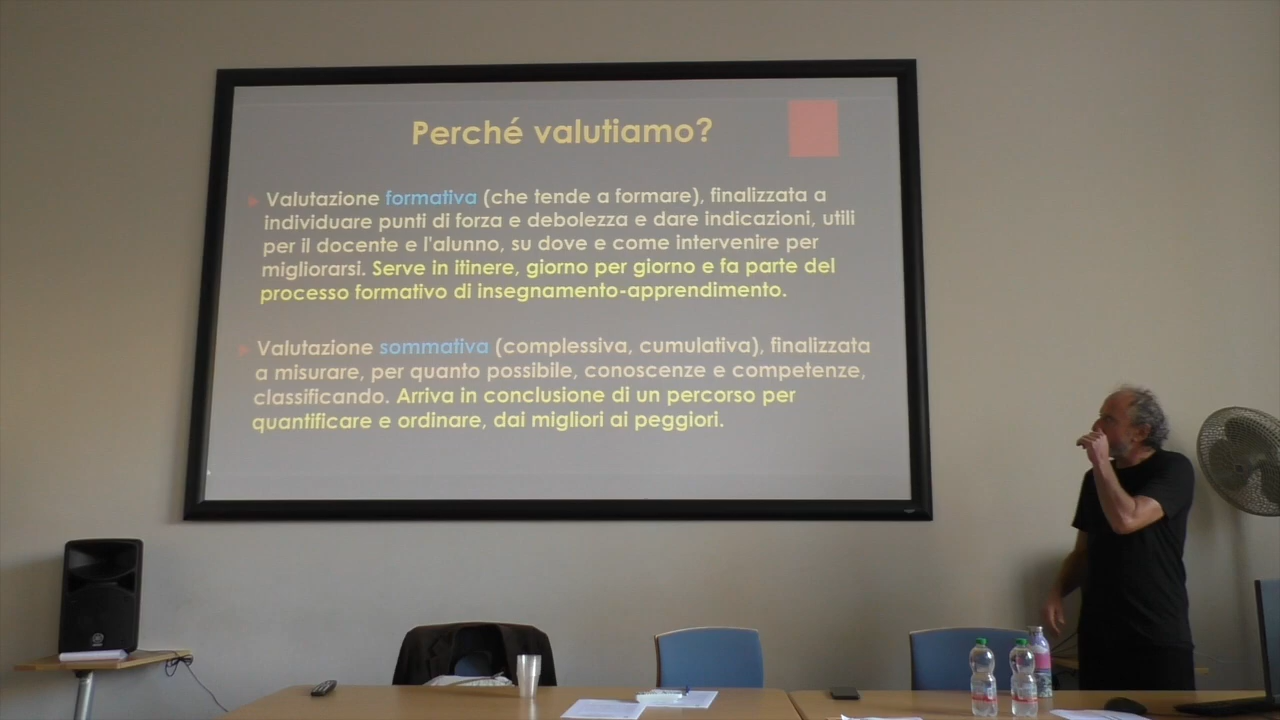 Perché valutiamo?
Valutazione formativa (che tende a formare), finalizzata a
individuare punti di forza e debolezza e dare indicazioni, utili
per il docente e l'alunno, su dove e come intervenire per
migliorarsi. Serve in itinere, giorno per giorno e fa parte del
processo formativo di insegnamento-apprendimento.
Valutazione sommativa (complessiva, cumulativa), finalizzata
a misurare, per quanto possibile, conoscenze e competenze,
classificando. Arriva in conclusione di un percorso per
quantificare e ordinare, dai migliori ai peggiori.